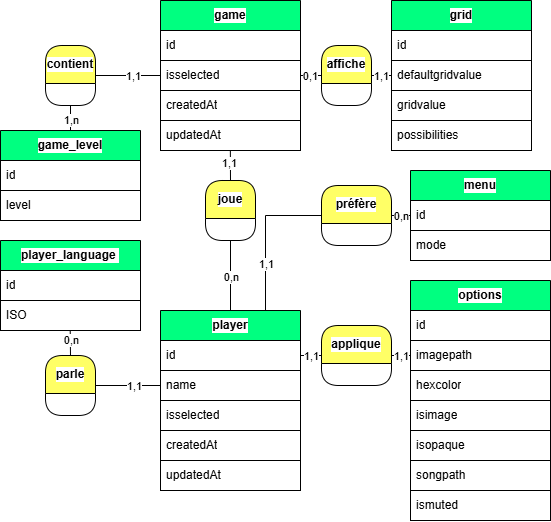 game
id
isselected
createdAt
updatedAt
grid
id
defaultgridvalue
gridvalue
possibilities
contient
1,1
1,n
affiche
0,1
1,1
game_level
id
level
1,1
joue
0,n
préfère
0,n
1,1
menu
id
mode
player_language
id
ISO
0,n
parle
1,1
player
id
name
isselected
createdAt
updatedAt
applique
1,1
1,1
options
id
imagepath
hexcolor
isimage
isopaque
songpath
ismuted